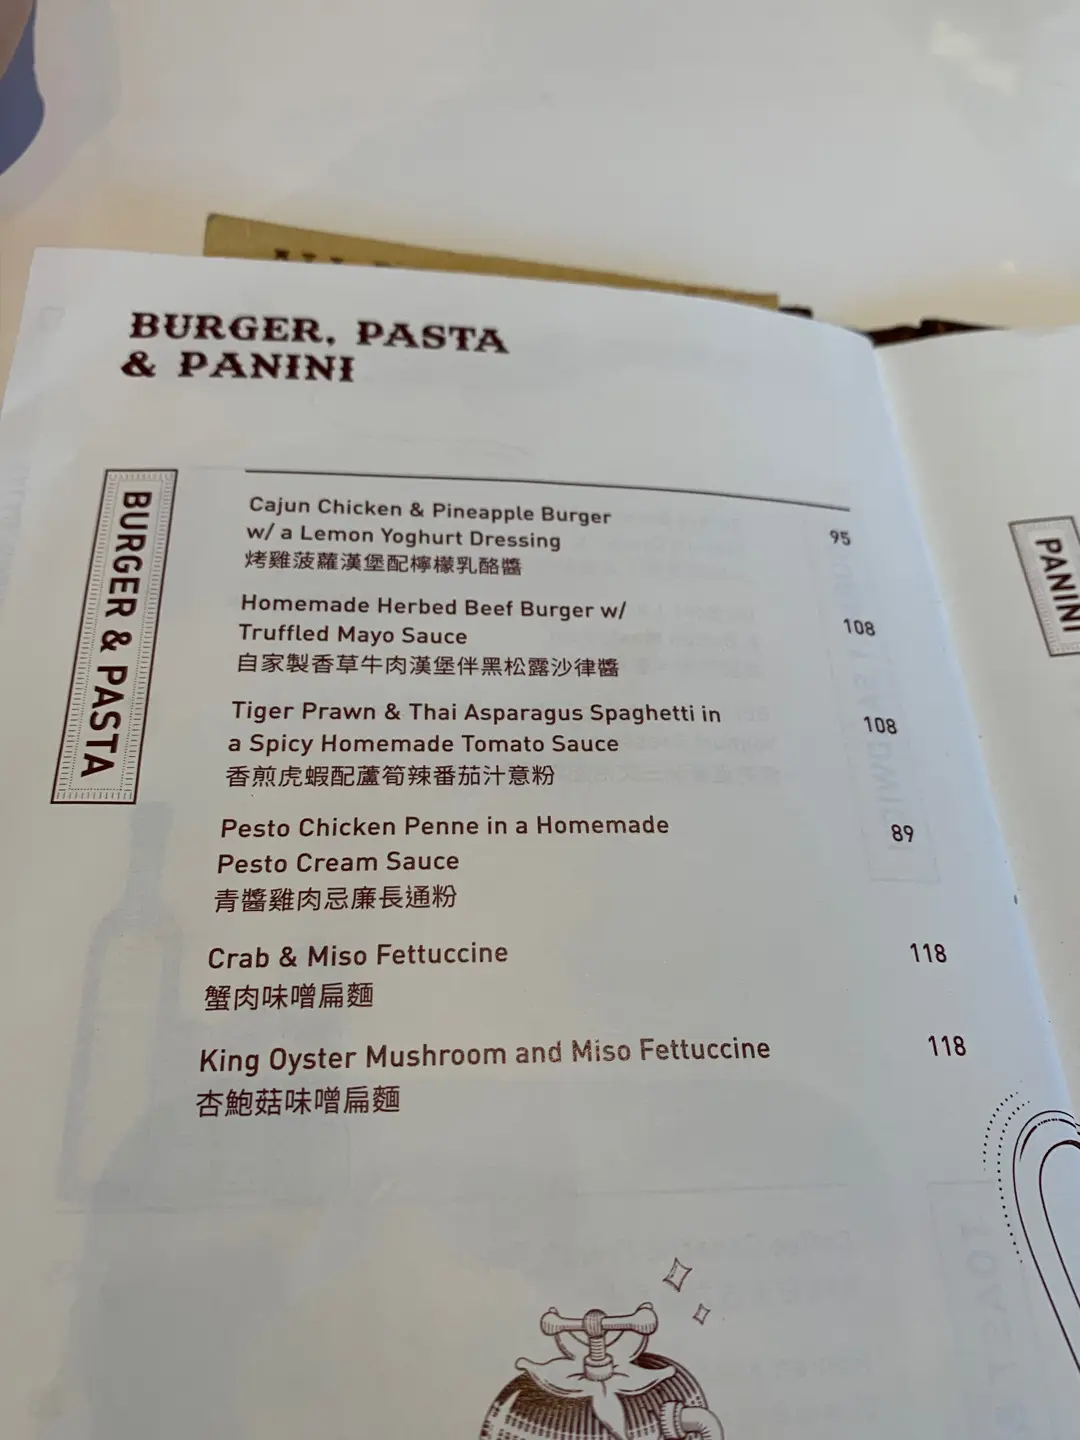 BURGER, PASTA
& PANINI
BURGER & PASTA
Cajun Chicken & Pineapple Burger
w/ a Lemon Yoghurt Dressing 95
烤雞菠蘿漢堡配檸檬乳酪醬
Homemade Herbed Beef Burger w/
Truffled Mayo Sauce 108
自家製香草牛肉漢堡伴黑松露沙律醬
Tiger Prawn & Thai Asparagus Spaghetti in
a Spicy Homemade Tomato Sauce 108
香煎虎蝦配蘆筍辣番茄汁意粉
Pesto Chicken Penne in a Homemade
Pesto Cream Sauce 89
青醬雞肉忌廉長通粉
Crab & Miso Fettuccine 118
蟹肉味噌扁麵
King Oyster Mushroom and Miso Fettuccine 118
杏鮑菇味噌扁麵
PANINI